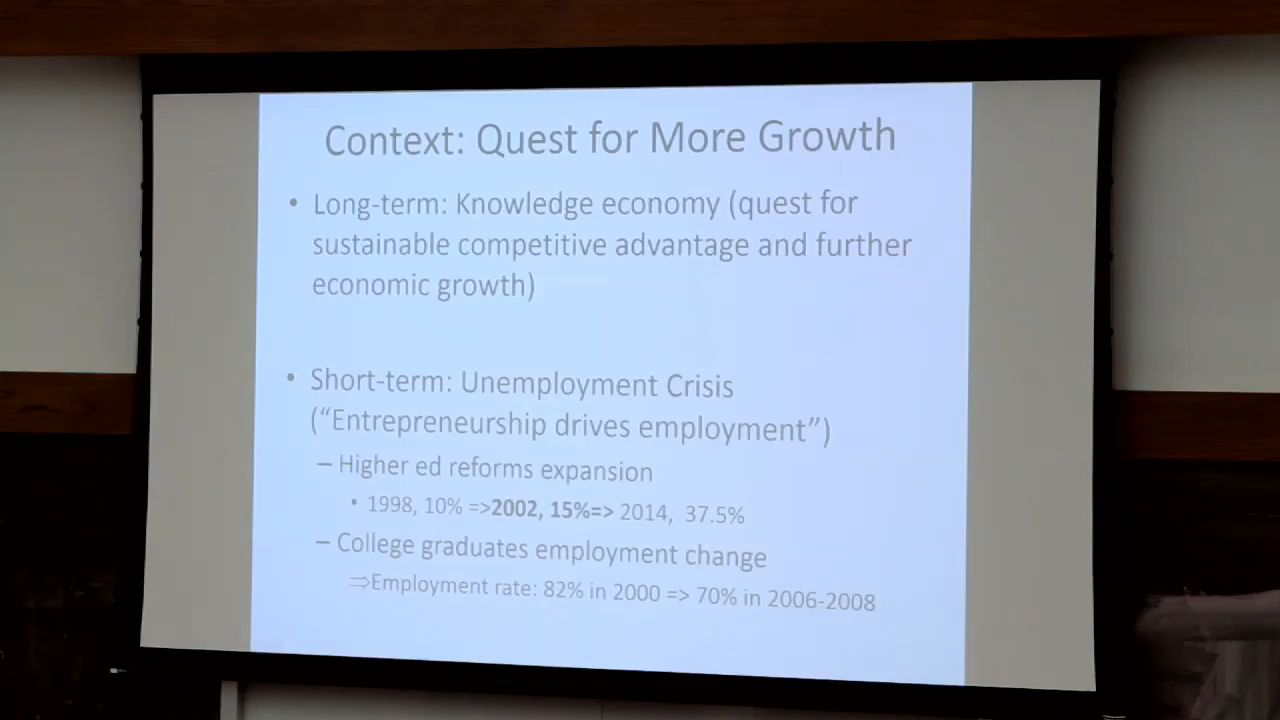 Context: Quest for More Growth
• Long-term: Knowledge economy (quest for
sustainable competitive advantage and further
economic growth)
• Short-term: Unemployment Crisis
(“Entrepreneurship drives employment”)
– Higher ed reforms expansion
• 1998, 10% =>2002, 15%=> 2014, 37.5%
– College graduates employment change
⇒Employment rate: 82% in 2000 => 70% in 2006-2008